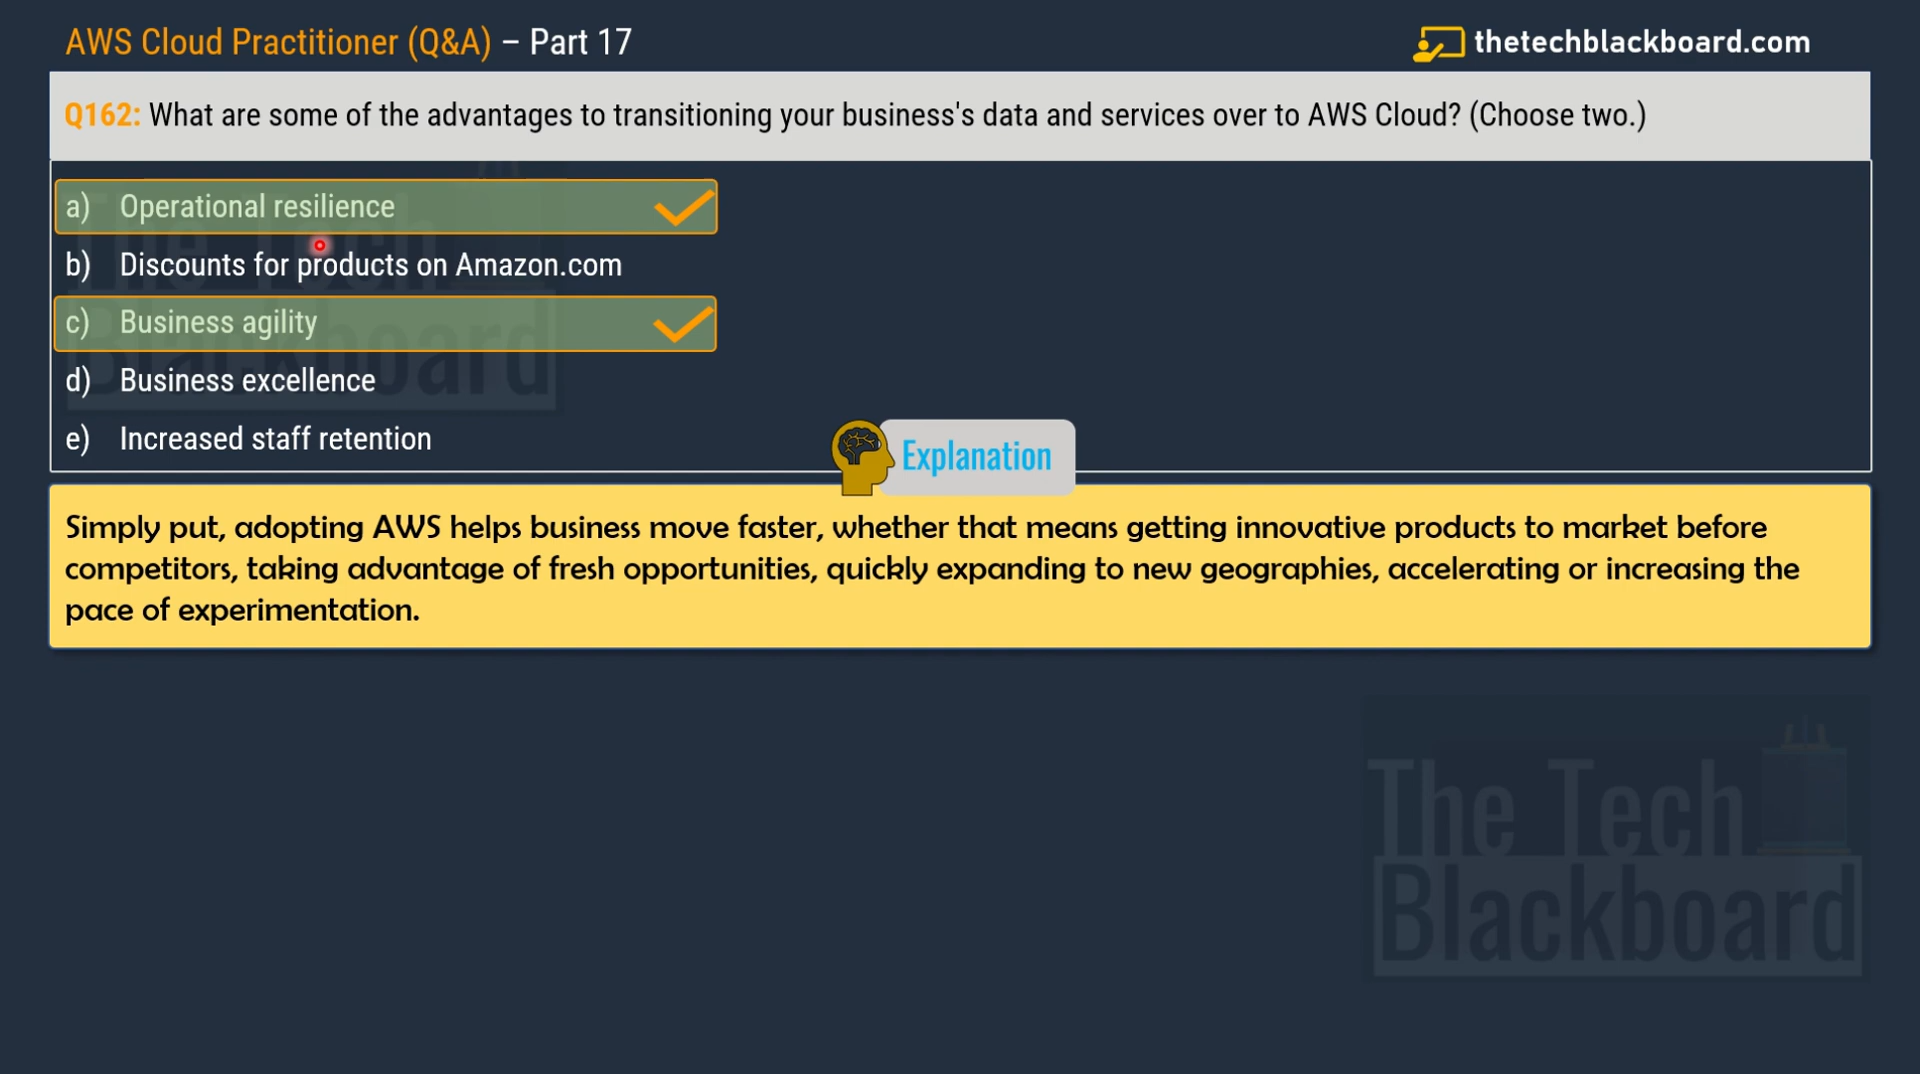 AWS Cloud Practitioner (Q&A) – Part 17
thetechblackboard.com
Q162: What are some of the advantages to transitioning your business's data and services over to AWS Cloud? (Choose two.)
a) Operational resilience
b) Discounts for products on Amazon.com
c) Business agility
d) Business excellence
e) Increased staff retention
Explanation
Simply put, adopting AWS helps business move faster, whether that means getting innovative products to market before
competitors, taking advantage of fresh opportunities, quickly expanding to new geographies, accelerating or increasing the
pace of experimentation.
The Tech
Blackboard
The Tech
Blackboard